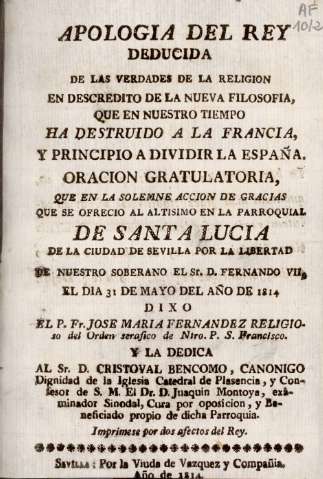 AF
10/2
APOLOGIA DEL REY
DEDUCIDA
DE LAS VERDADES DE LA RELIGION
EN DESCREDITO DE LA NUEVA FILOSOFIA,
QUE EN NUESTRO TIEMPO
HA DESTRUIDO A LA FRANCIA,
Y PRINCIPIO A DIVIDIR LA ESPAÑA.
ORACION GRATULATORIA,
QUE EN LA SOLEMNE ACCION DE GRACIAS
QUE SE OFRECIO AL ALTISIMO EN LA PARROQUIAL
DE SANTA LUCIA
DE LA CIUDAD DE SEVILLA POR LA LIBERTAD
DE NUESTRO SOBERANO EL Sr. D. FERNANDO VII,
EL DIA 31 DE MAYO DEL AÑO DE 1814
DIXO
EL P. Fr. JOSE MARIA FERNANDEZ RELIGIO-
so del Orden serafico de Ntro. P. S. Francisco.
Y LA DEDICA
AL Sr. D. CRISTOVAL BENCOMO, CANONIGO
Dignidad de la Iglesia Catedral de Plasencia, y Con-
fesor de S. M. El Dr. D. Joaquin Montoya, exâ-
minador Sinodal, Cura por oposicion, y Be-
neficiado propio de dicha Parroquia.
Imprimese por dos afectos del Rey.
SEVILLA: Por la Viuda de Vazquez y Compañia.
Año de 1814.